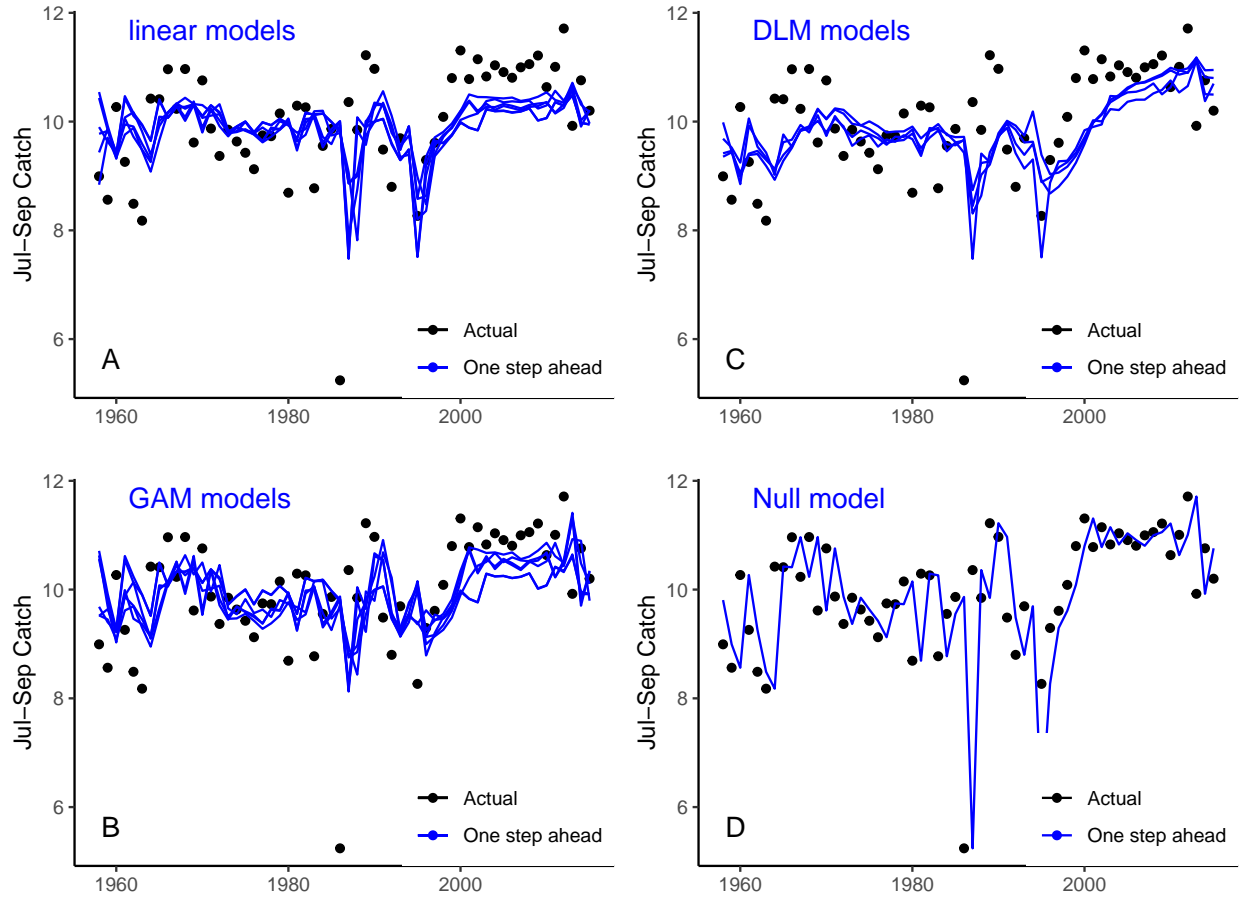 linear models
12
10
8
6
Jul−Sep Catch
Actual
One step ahead
A
1960
1980
2000
DLM models
12
10
8
6
Jul−Sep Catch
Actual
One step ahead
C
1960
1980
2000
GAM models
12
10
8
6
Jul−Sep Catch
Actual
One step ahead
B
1960
1980
2000
Null model
12
10
8
6
Jul−Sep Catch
Actual
One step ahead
D
1960
1980
2000